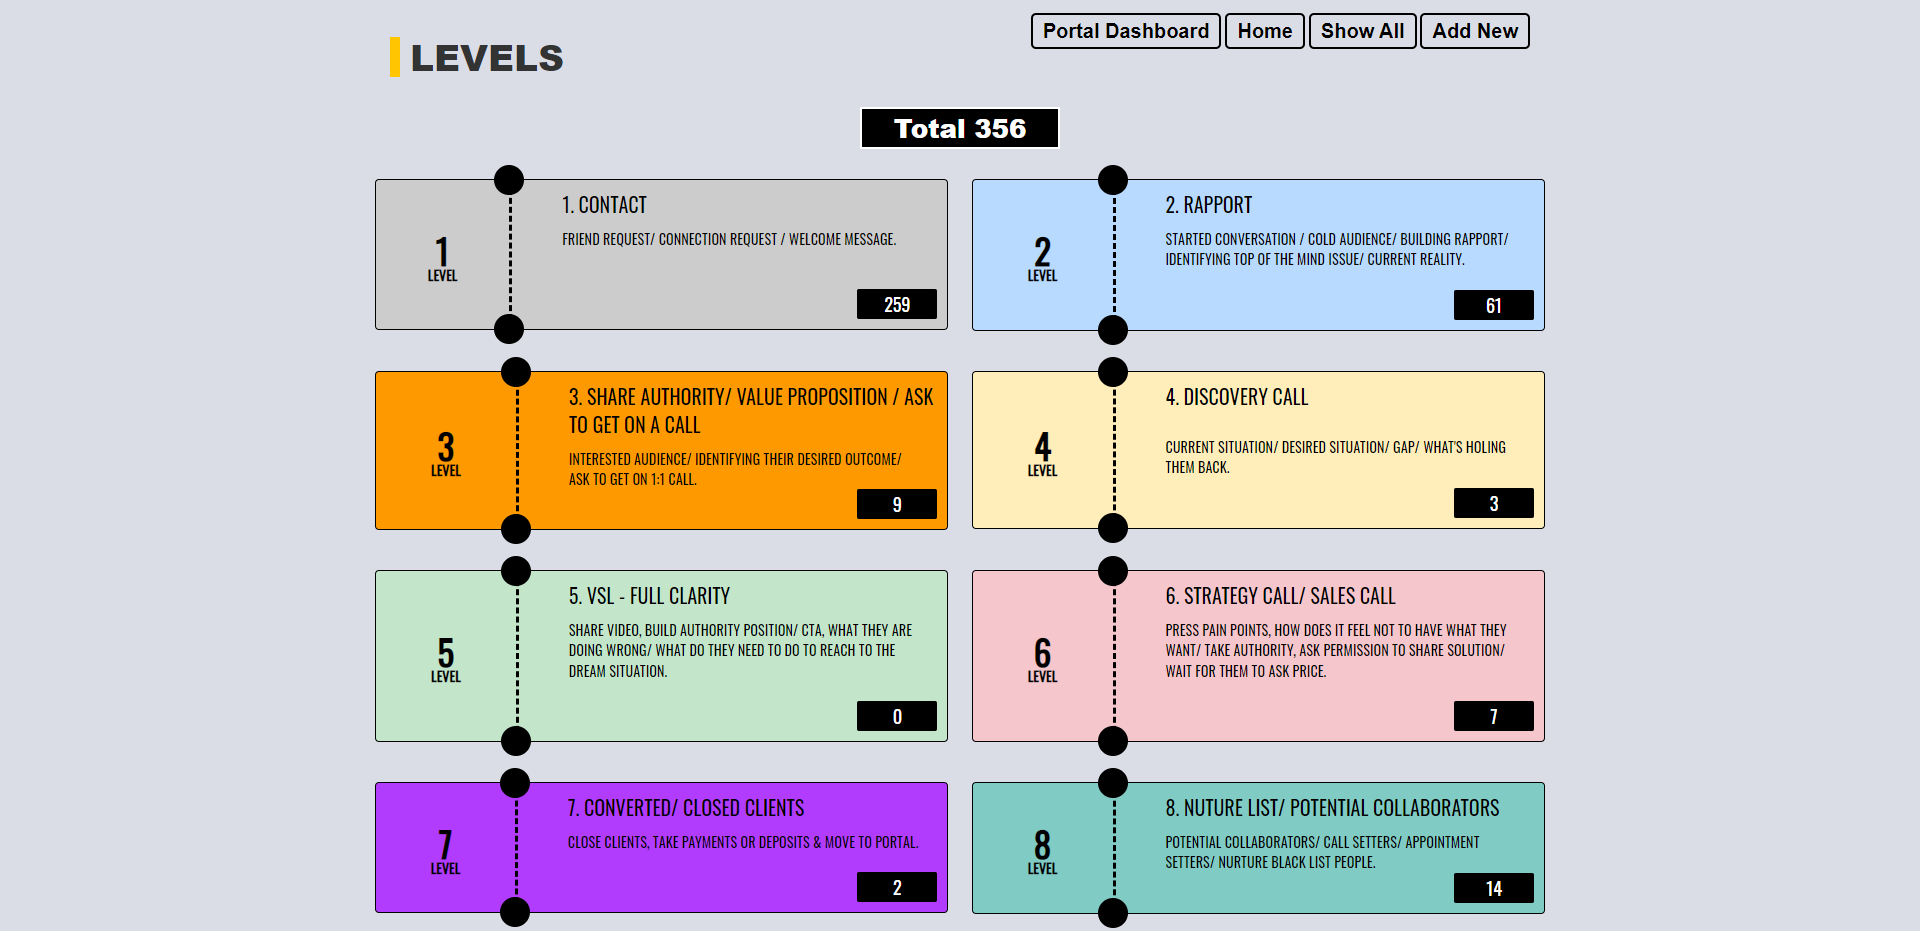 Portal Dashboard
Home
Show All
Add New
LEVELS
Total 356
1
LEVEL
1. CONTACT
FRIEND REQUEST/ CONNECTION REQUEST / WELCOME MESSAGE.
259
2
LEVEL
2. RAPPORT
STARTED CONVERSATION / COLD AUDIENCE/ BUILDING RAPPORT/
IDENTIFYING TOP OF THE MIND ISSUE/ CURRENT REALITY.
61
3
LEVEL
3. SHARE AUTHORITY/ VALUE PROPOSITION / ASK
TO GET ON A CALL
INTERESTED AUDIENCE/ IDENTIFYING THEIR DESIRED OUTCOME/
ASK TO GET ON 1:1 CALL.
9
4
LEVEL
4. DISCOVERY CALL
CURRENT SITUATION/ DESIRED SITUATION/ GAP/ WHAT'S HOLING
THEM BACK.
3
5
LEVEL
5. VSL - FULL CLARITY
SHARE VIDEO, BUILD AUTHORITY POSITION/ CTA, WHAT THEY ARE
DOING WRONG/ WHAT DO THEY NEED TO DO TO REACH TO THE
DREAM SITUATION.
0
6
LEVEL
6. STRATEGY CALL/ SALES CALL
PRESS PAIN POINTS, HOW DOES IT FEEL NOT TO HAVE WHAT THEY
WANT/ TAKE AUTHORITY, ASK PERMISSION TO SHARE SOLUTION/
WAIT FOR THEM TO ASK PRICE.
7
7
LEVEL
7. CONVERTED/ CLOSED CLIENTS
CLOSE CLIENTS, TAKE PAYMENTS OR DEPOSITS & MOVE TO PORTAL.
2
8
LEVEL
8. NUTURE LIST/ POTENTIAL COLLABORATORS
POTENTIAL COLLABORATORS/ CALL SETTERS/ APPOINTMENT
SETTERS/ NURTURE BLACK LIST PEOPLE.
14